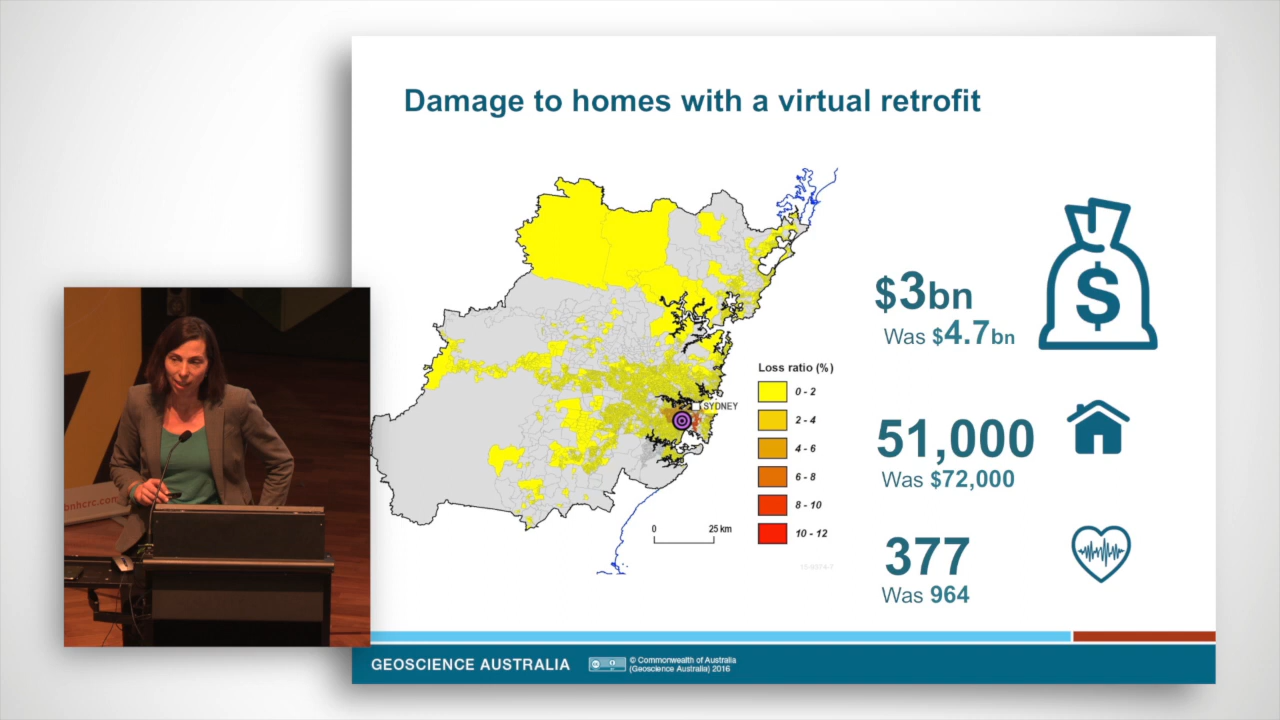 Damage to homes with a virtual retrofit
$3bn
Was $4.7bn
51,000
Was $72,000
377
Was 964
Loss ratio (%)
0 - 2
2 - 4
4 - 6
6 - 8
8 - 10
10 - 12
SYDNEY
0 25 km
$
bnhcrc.com
GEOSCIENCE AUSTRALIA
© Commonwealth of Australia
(Geoscience Australia) 2016